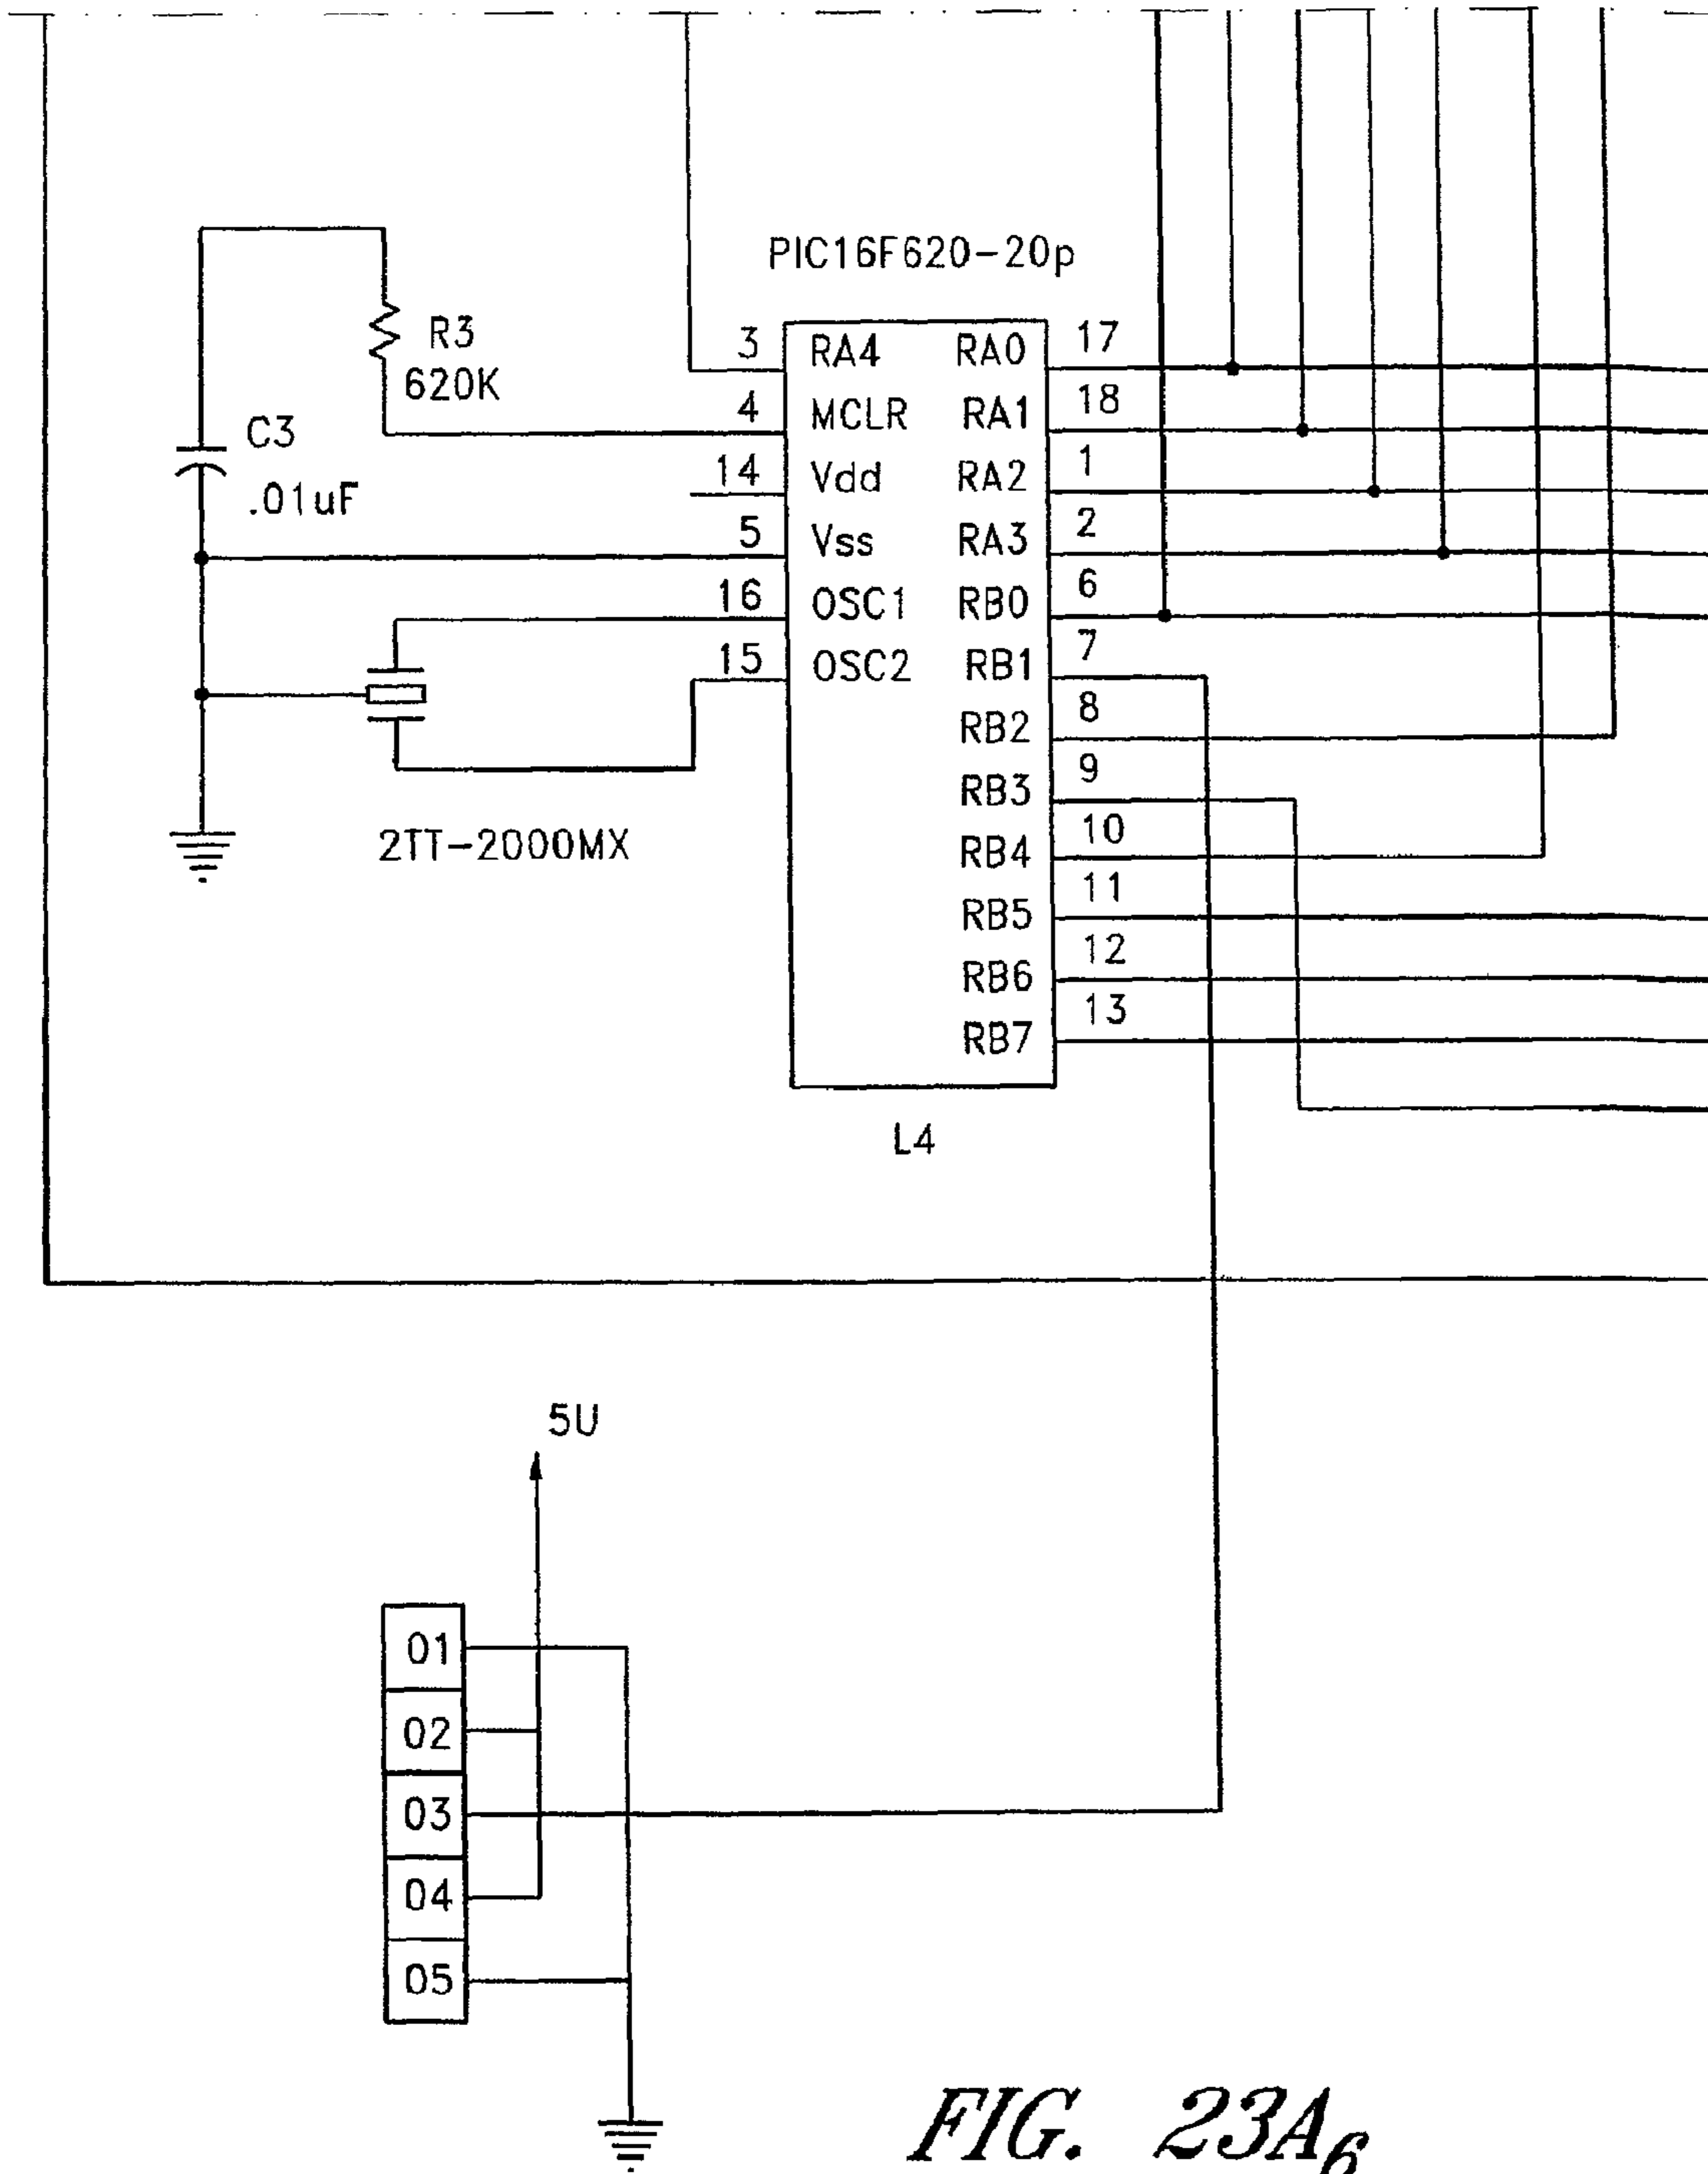 PIC16F620-20p
3 RA4 RA0 17
R3
620K
4 MCLR RA1 18
C3
.01uF
14 Vdd RA2 1
5 Vss RA3 2
16 OSC1 RB0 6
15 OSC2 RB1 7
RB2 8
RB3 9
2TT-2000MX
RB4 10
RB5 11
RB6 12
RB7 13
L4
5U
01
02
03
04
05
FIG. 23A6